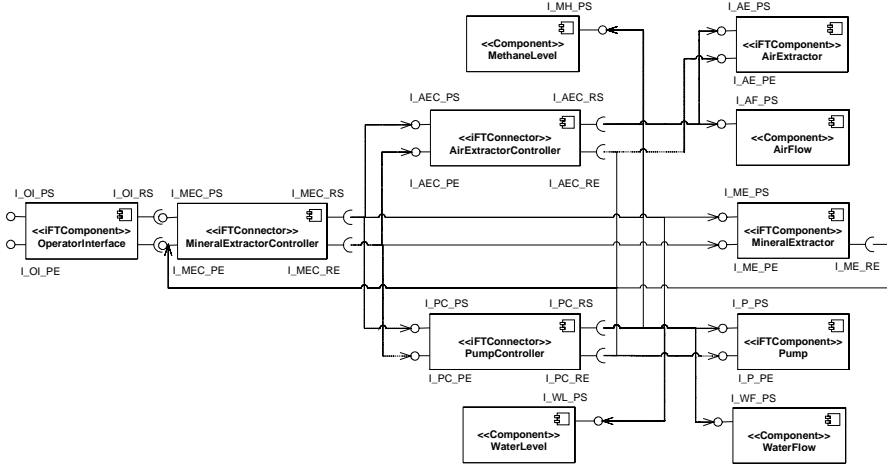 I_MH_PS
I_AE_PS
<<Component>>
MethaneLevel
<<iFTComponent>>
AirExtractor
I_AE_PE
I_AEC_PS
I_AEC_RS
I_AF_PS
<<iFTConnector>>
AirExtractorController
<<Component>>
AirFlow
I_AEC_PE
I_AEC_RE
I_OI_PS
I_OI_RS
I_MEC_PS
I_MEC_RS
I_ME_PS
<<iFTComponent>>
OperatorInterface
<<iFTConnector>>
MineralExtractorController
<<iFTComponent>>
MineralExtractor
I_OI_PE
I_MEC_PE
I_MEC_RE
I_ME_PE
I_ME_RE
I_PC_PS
I_PC_RS
I_P_PS
<<iFTConnector>>
PumpController
<<iFTComponent>>
Pump
I_PC_PE
I_PC_RE
I_P_PE
I_WL_PS
I_WF_PS
<<Component>>
WaterLevel
<<Component>>
WaterFlow